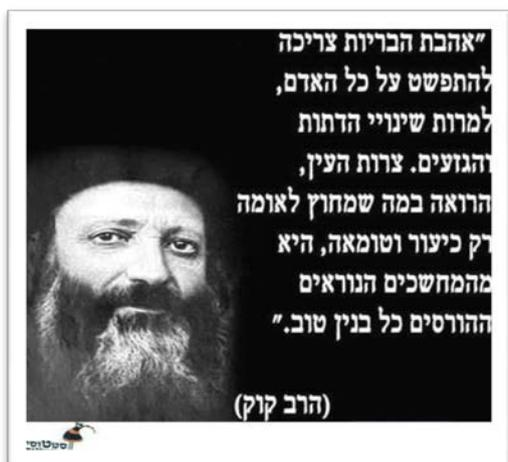 "אהבת הבריות צריכה
להתפשט על כל האדם,
למרות שינויי הדתות
והגזעים. צרות העין,
הרואה במה שמחוץ לאומה
רק כיעור וטומאה, היא
מהמחשכים הנוראים
ההורסים כל בנין טוב."
(הרב קוק)